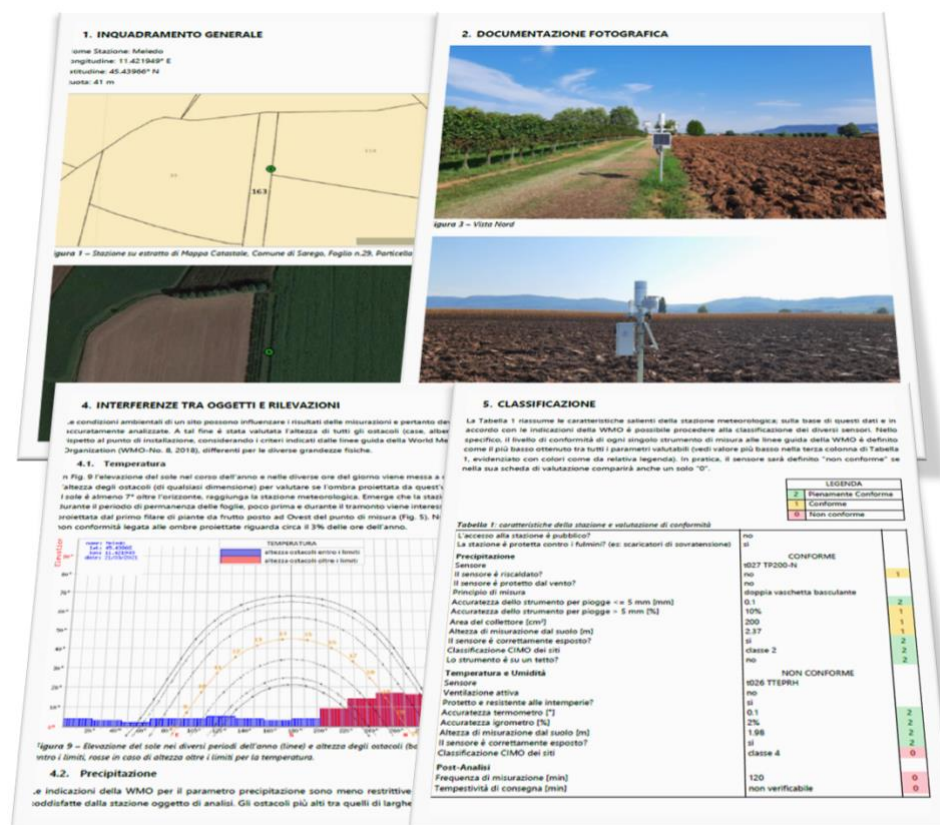 1. INQUADRAMENTO GENERALE
ome Stazione: Meledo
ongitudine: 11.421949° E
titudine: 45.43966° N
uota: 41 m
163
igura 1 – Stazione su estratto di Mappa Catastale, Comune di Sarego, Foglio n.29, Particella
2. DOCUMENTAZIONE FOTOGRAFICA
igura 3 – Vista Nord
4. INTERFERENZE TRA OGGETTI E RILEVAZIONI
e condizioni ambientali di un sito possono influenzare i risultati delle misurazioni e pertanto de
accuratamente analizzate. A tal fine è stata valutata l'altezza di tutti gli ostacoli (case, albe
rispetto al punto di installazione, considerando i criteri indicati dalle linee guida della World Me
Organization (WMO-No. 8, 2018), differenti per le diverse grandezze fisiche.
4.1. Temperatura
n Fig. 9 l'elevazione del sole nel corso dell'anno e nelle diverse ore del giorno viene messa a
'altezza degli ostacoli (di qualsiasi dimensione) per valutare se l'ombra proiettata da quest'
l sole è almeno 7° oltre l'orizzonte, raggiunga la stazione meteorologica. Emerge che la stazi
durante il periodo di permanenza delle foglie, poco prima e durante il tramonto viene interes
proiettata dal primo filare di piante da frutto posto ad Ovest del punto di misura (Fig. 5). N
non conformità legata alle ombre proiettate riguarda circa il 3% delle ore dell'anno.
TEMPERATURA
altezza ostacoli entro i limiti
altezza ostacoli oltre i limiti
Figura 9 – Elevazione del sole nei diversi periodi dell'anno (linee) e altezza degli ostacoli (ba
entro i limiti, rosse in caso di altezza oltre i limiti per la temperatura.
4.2. Precipitazione
e indicazioni della WMO per il parametro precipitazione sono meno restrittive
oddisfatte dalla stazione oggetto di analisi. Gli ostacoli più alti tra quelli di larghe
5. CLASSIFICAZIONE
La Tabella 1 riassume le caratteristiche salienti della stazione meteorologica; sulla base di questi dati e in
accordo con le indicazioni della WMO è possibile procedere alla classificazione dei diversi sensori. Nello
specifico, il livello di conformità di ogni singolo strumento di misura alle linee guida della WMO è definito
come il più basso ottenuto tra tutti i parametri valutabili (vedi valore più basso nella terza colonna di Tabella
1, evidenziato con colori come da relativa legenda). In pratica, il sensore sarà definito "non conforme" se
nella sua scheda di valutazione comparirà anche un solo "0".
LEGENDA
2 Pienamente Conforme
1 Conforme
0 Non conforme
Tabella 1: caratteristiche della stazione e valutazione di conformità
L'accesso alla stazione è pubblico? no
La stazione è protetta contro i fulmini? (es: scaricatori di sovratensione) si
Precipitazione CONFORME
Sensore t027 TP200-N
Il sensore è riscaldato? no 1
Il sensore è protetto dal vento? no
Principio di misura doppia vaschetta basculante
Accuratezza dello strumento per piogge <= 5 mm [mm] 0.1 2
Accuratezza dello strumento per piogge > 5 mm [%] 10% 1
Area del collettore [cm²] 200 1
Altezza di misurazione dal suolo [m] 2.37 1
Il sensore è correttamente esposto? si 2
Classificazione CIMO dei siti classe 2 2
Lo strumento è su un tetto? no 2
Temperatura e Umidità NON CONFORME
Sensore t026 TTEPRH
Ventilazione attiva no
Protetto e resistente alle intemperie? si
Accuratezza termometro [°] 0.1 2
Accuratezza igrometro [%] 2% 2
Altezza di misurazione dal suolo [m] 1.98 2
Il sensore è correttamente esposto? si 2
Classificazione CIMO dei siti classe 4 0
Post-Analisi
Frequenza di misurazione [min] 120 0
Tempestività di consegna [min] non verificabile 0